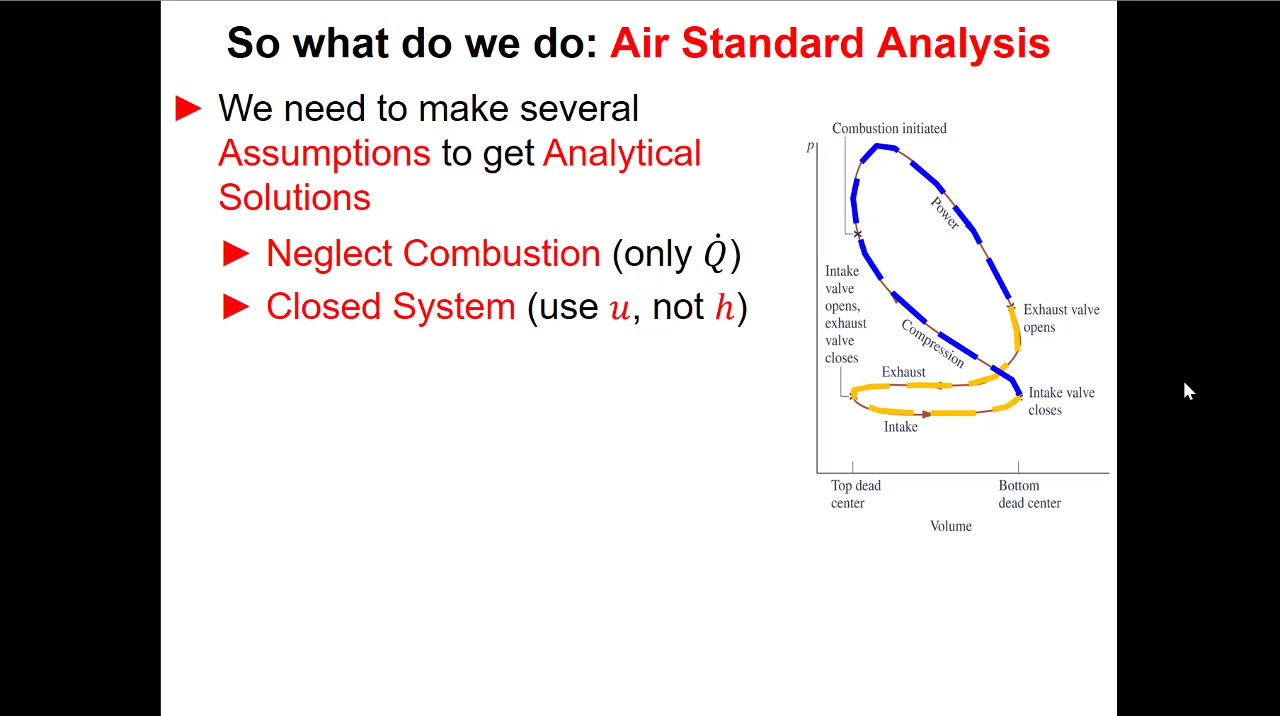 So what do we do: Air Standard Analysis
► We need to make several
Assumptions to get Analytical
Solutions
► Neglect Combustion (only Q̇)
► Closed System (use u, not h)
Combustion initiated
p
Power
Intake
valve
opens,
exhaust
valve
closes
Compression
Exhaust valve
opens
Exhaust
Intake valve
closes
Intake
Top dead
center
Bottom
dead center
Volume